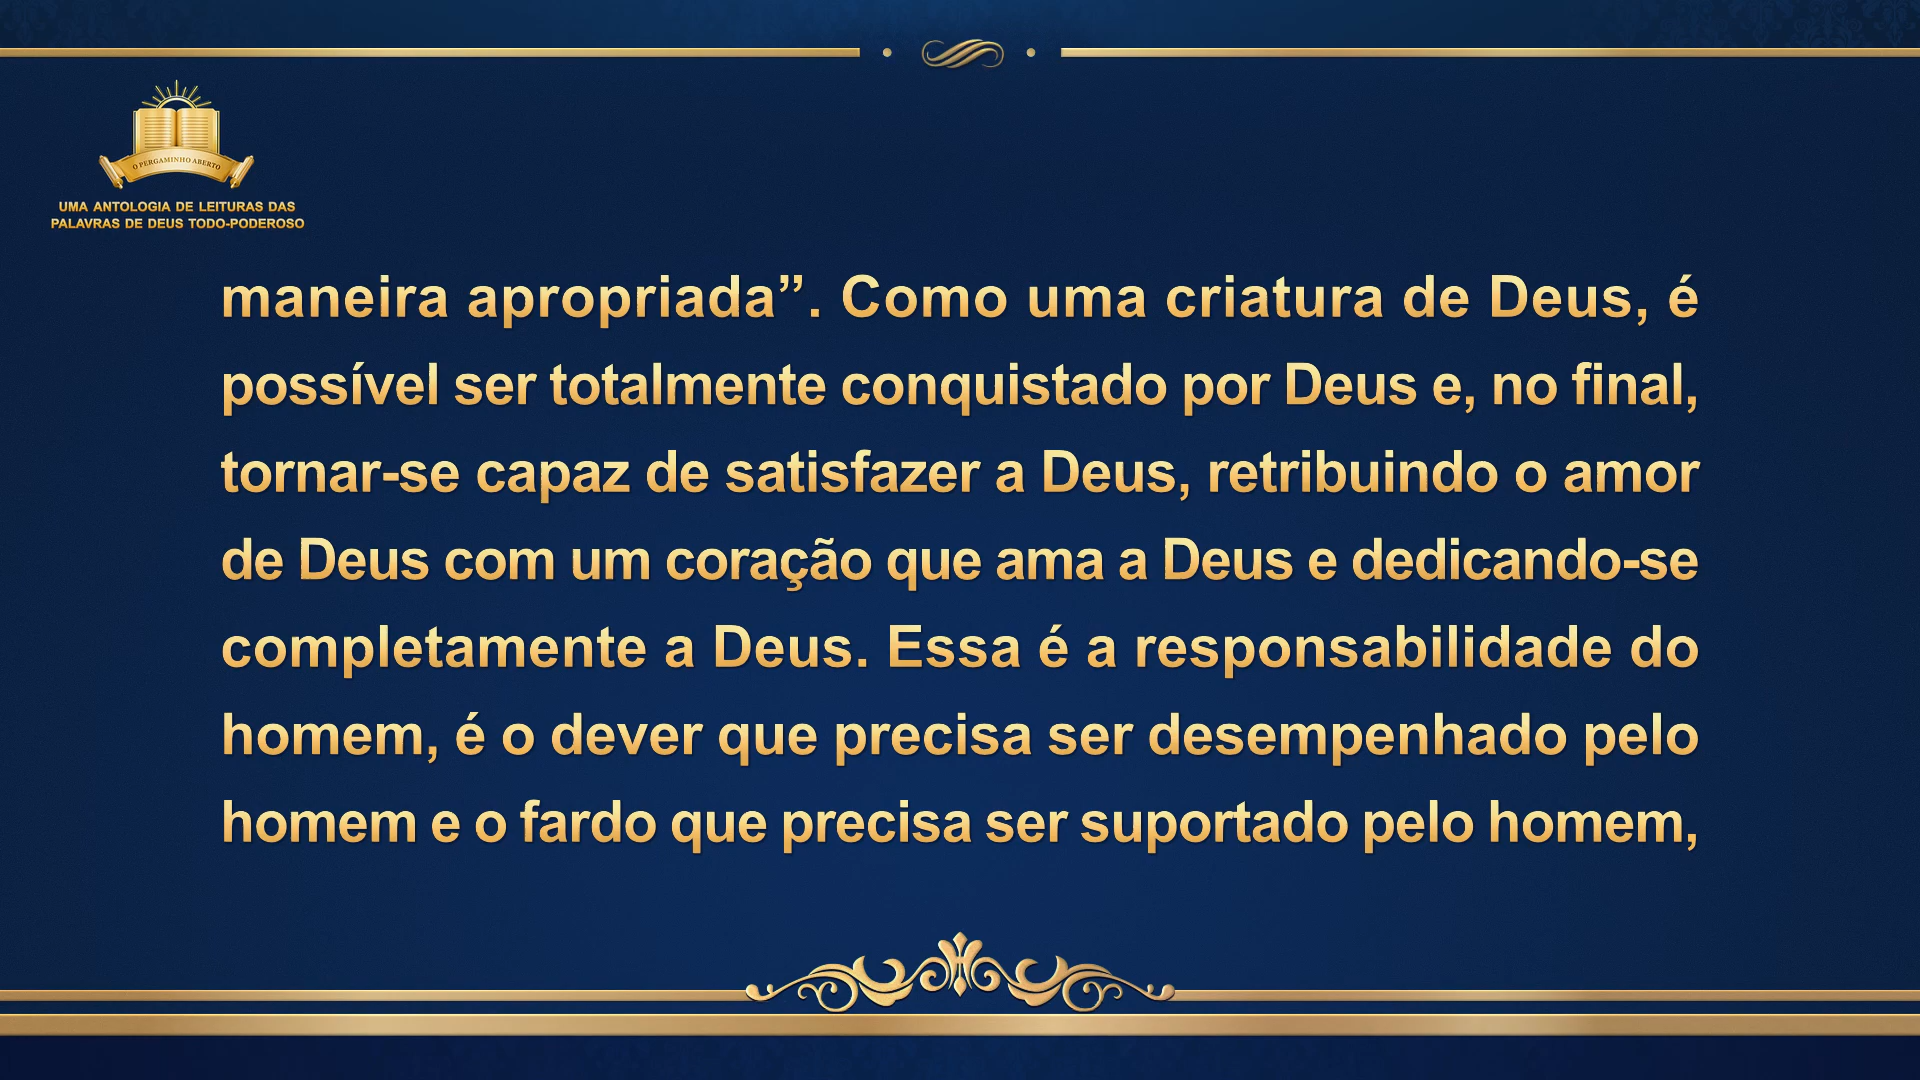 O PERGAMINHO ABERTO
UMA ANTOLOGIA DE LEITURAS DAS
PALAVRAS DE DEUS TODO-PODEROSO
maneira apropriada”. Como uma criatura de Deus, é
possível ser totalmente conquistado por Deus e, no final,
tornar-se capaz de satisfazer a Deus, retribuindo o amor
de Deus com um coração que ama a Deus e dedicando-se
completamente a Deus. Essa é a responsabilidade do
homem, é o dever que precisa ser desempenhado pelo
homem e o fardo que precisa ser suportado pelo homem,